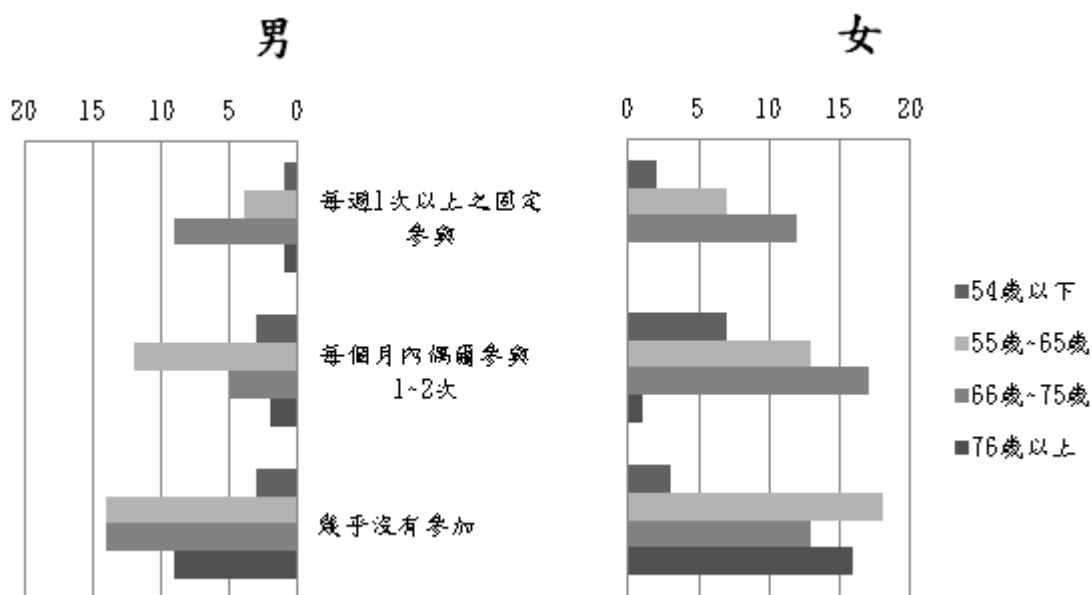 男
女
20 15 10 5 0
0 5 10 15 20
每週1次以上之固定
參與
每個月內偶爾參與
1~2次
幾乎沒有參加
54歲以下
55歲~65歲
66歲~75歲
76歲以上